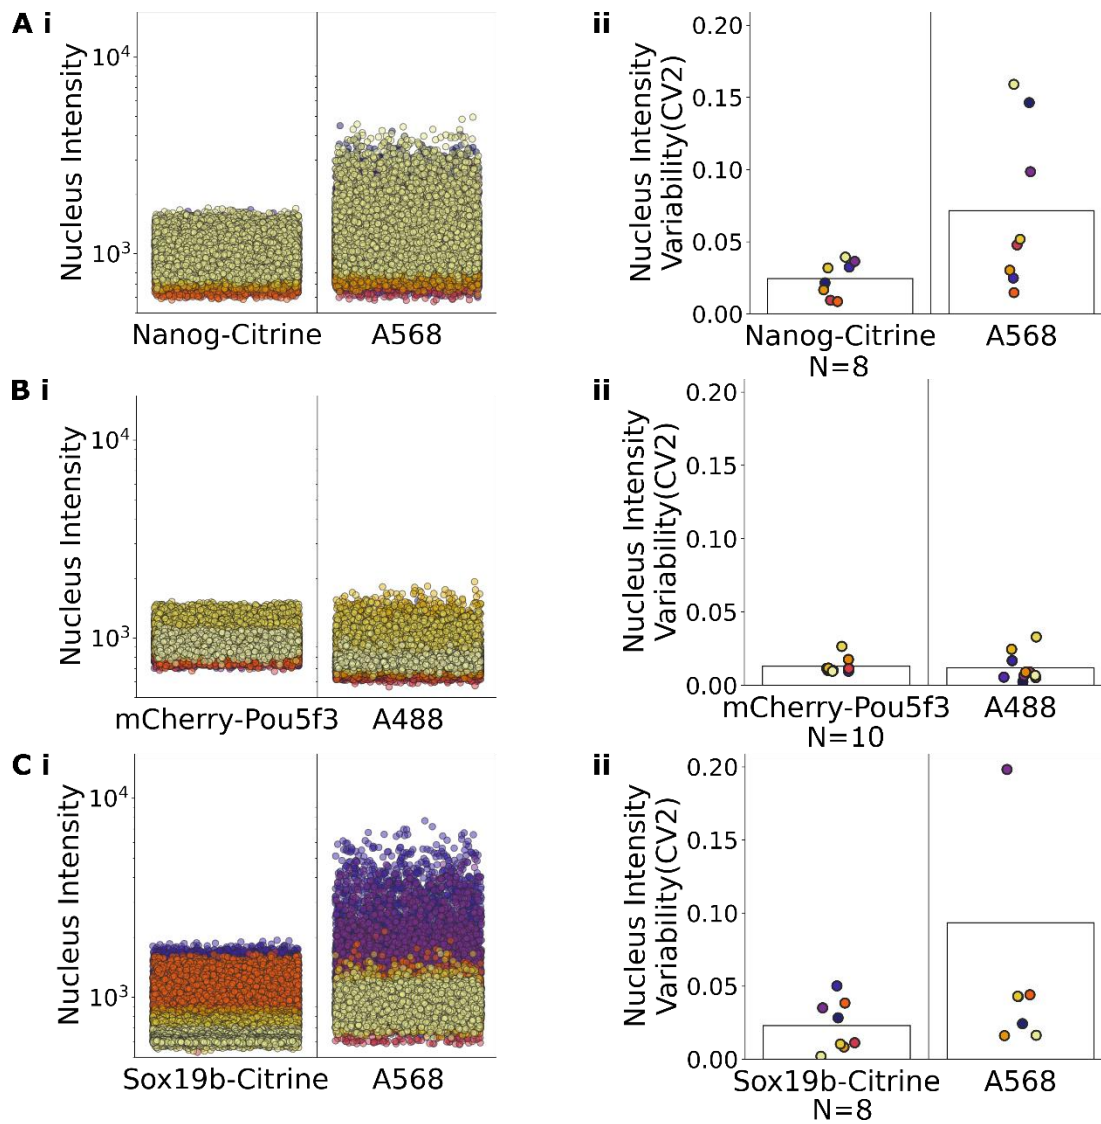 A i
Nucleus Intensity
10⁴
10³
Nanog-Citrine
A568
ii
Nucleus Intensity
Variability(CV2)
0.20
0.15
0.10
0.05
0.00
Nanog-Citrine
N=8
A568
B i
Nucleus Intensity
10⁴
10³
mCherry-Pou5f3
A488
ii
Nucleus Intensity
Variability(CV2)
0.20
0.15
0.10
0.05
0.00
mCherry-Pou5f3
N=10
A488
C i
Nucleus Intensity
10⁴
10³
Sox19b-Citrine
A568
ii
Nucleus Intensity
Variability(CV2)
0.20
0.15
0.10
0.05
0.00
Sox19b-Citrine
N=8
A568